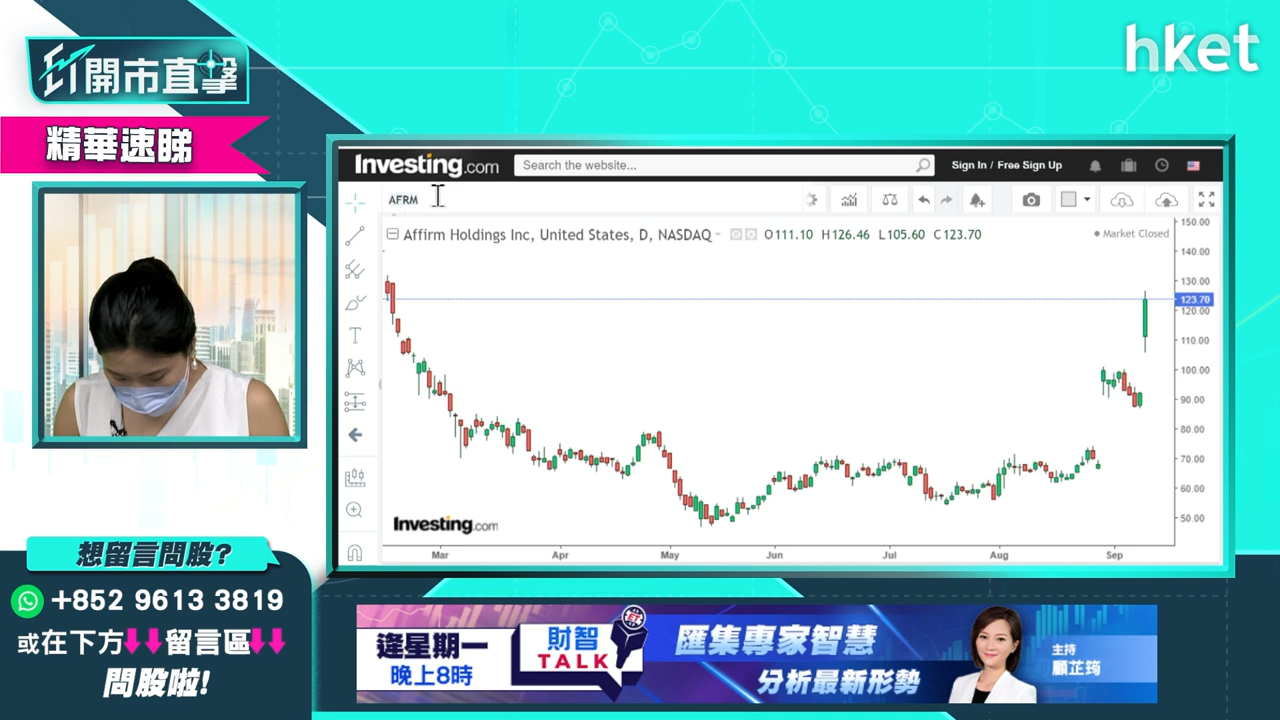 hket
ET開市直擊
精華速睇
Investing.com
Search the website...
Sign In / Free Sign Up
AFRM
T
Affirm Holdings Inc, United States, D, NASDAQ
O111.10 H126.46 L105.60 C123.70
Market Closed
150.00
140.00
130.00
123.70
120.00
110.00
100.00
90.00
80.00
70.00
60.00
50.00
Investing.com
Mar Apr May Jun Jul Aug Sep
想留言問股?
+852 9613 3819
或在下方留言區
問股啦!
逢星期一
晚上8時
財智
TALK
匯集專家智慧
分析最新形勢
主持
顧芷筠